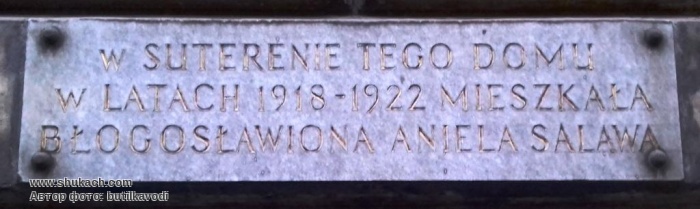 W SUTERENIE TEGO DOMU
W LATACH 1918-1922 MIESZKAŁA
BŁOGOSŁAWIONA ANIELA SALAWA
www.shukach.com
Автор фото: butilkavodi